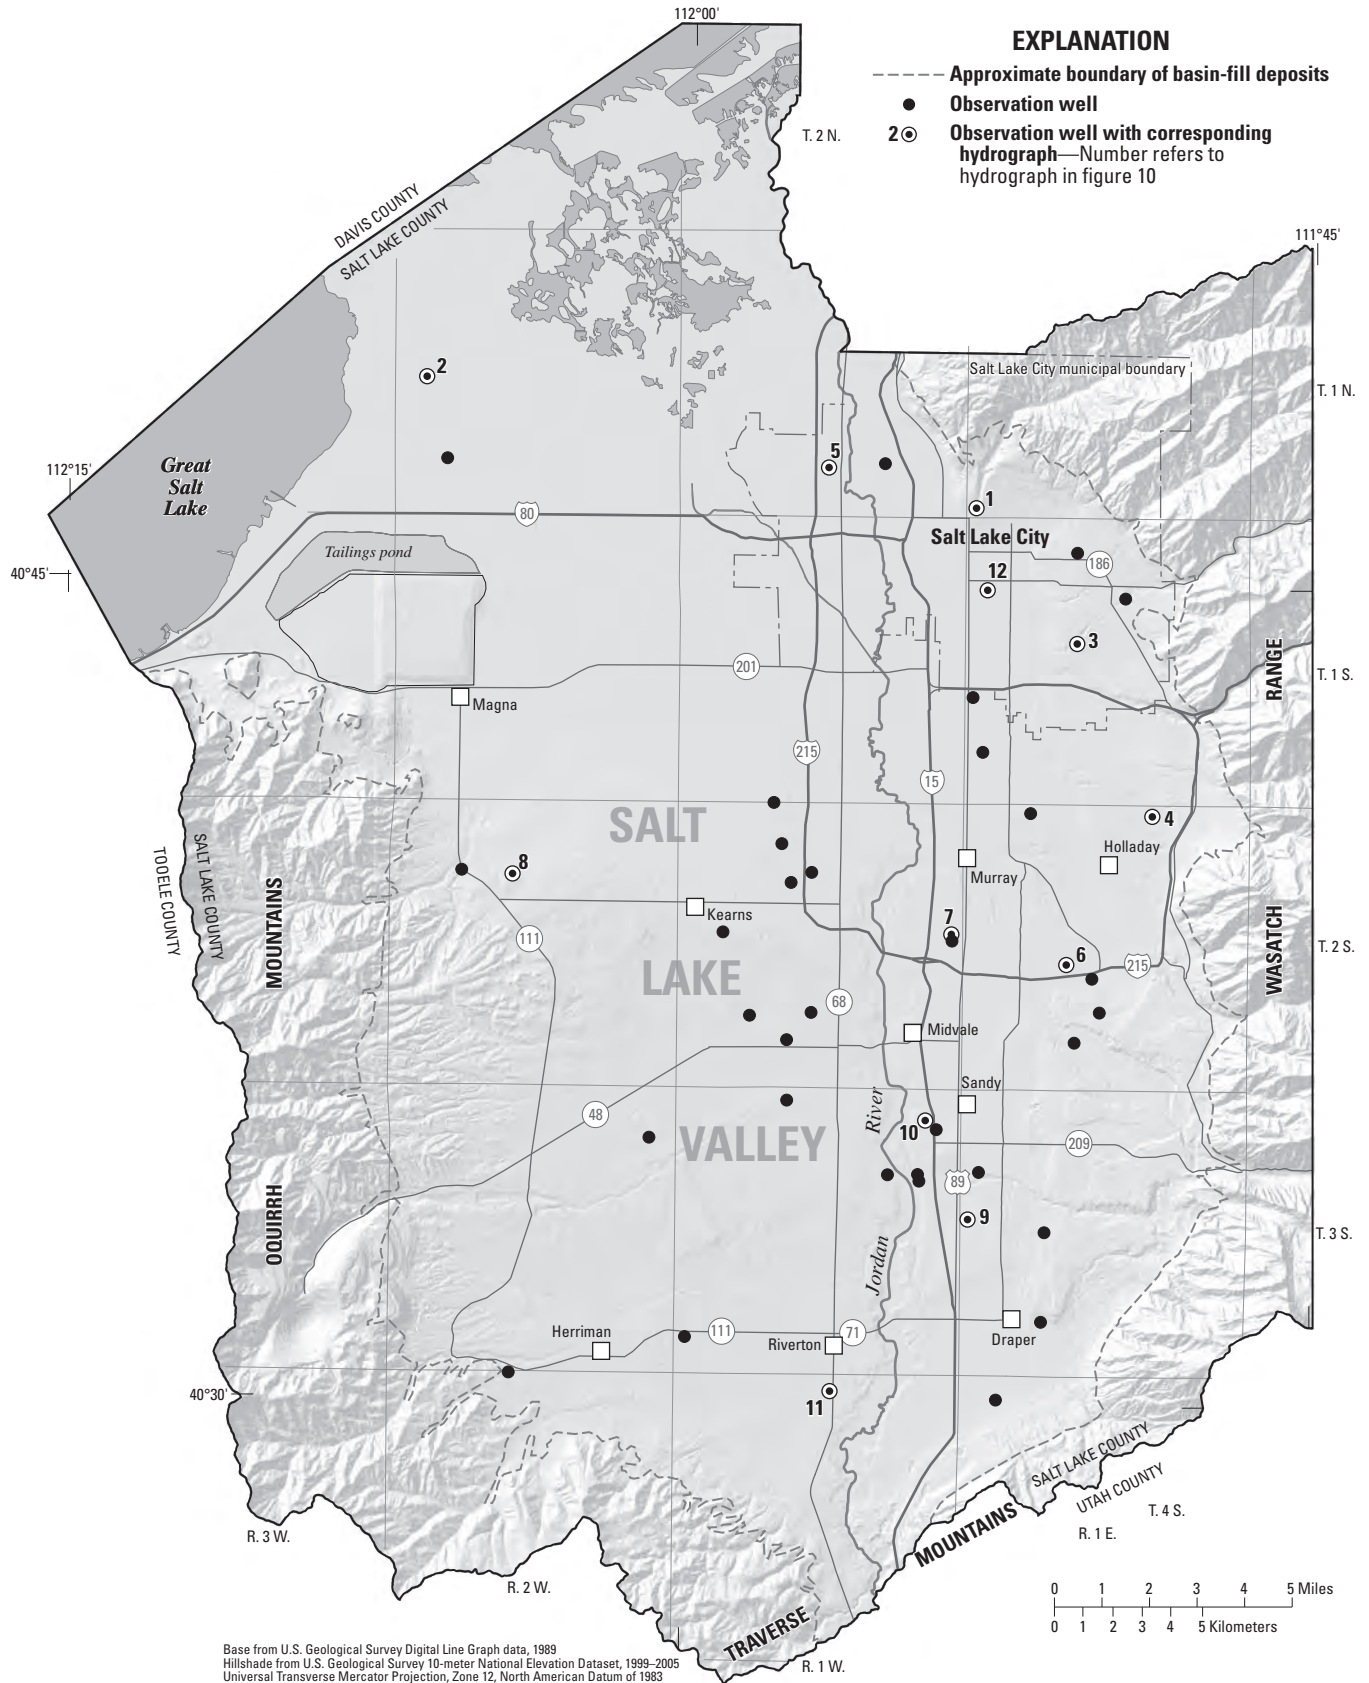 112°00'
EXPLANATION
Approximate boundary of basin-fill deposits
Observation well
2 Observation well with corresponding
hydrograph—Number refers to
hydrograph in figure 10
T. 2 N.
DAVIS COUNTY
SALT LAKE COUNTY
111°45'
2
Salt Lake City municipal boundary
T. 1 N.
112°15'
Great
Salt
Lake
5
1
80
Salt Lake City
Tailings pond
186
40°45'
12
3
RANGE
201
T. 1 S.
Magna
215
15
SALT
4
Holladay
TOOELE COUNTY
SALT LAKE COUNTY
8
Murray
MOUNTAINS
Kearns
7
WASATCH
111
6
215
T. 2 S.
LAKE
68
Midvale
Sandy
48
River
10
VALLEY
209
89
OQUIRRH
9
T. 3 S.
Jordan
Herriman
111
71
Riverton
Draper
40°30'
11
SALT LAKE COUNTY
UTAH COUNTY
T. 4 S.
R. 3 W.
MOUNTAINS
R. 1 E.
R. 2 W.
0 1 2 3 4 5 Miles
0 1 2 3 4 5 Kilometers
TRAVERSE
R. 1 W.
Base from U.S. Geological Survey Digital Line Graph data, 1989
Hillshade from U.S. Geological Survey 10-meter National Elevation Dataset, 1999–2005
Universal Transverse Mercator Projection, Zone 12, North American Datum of 1983